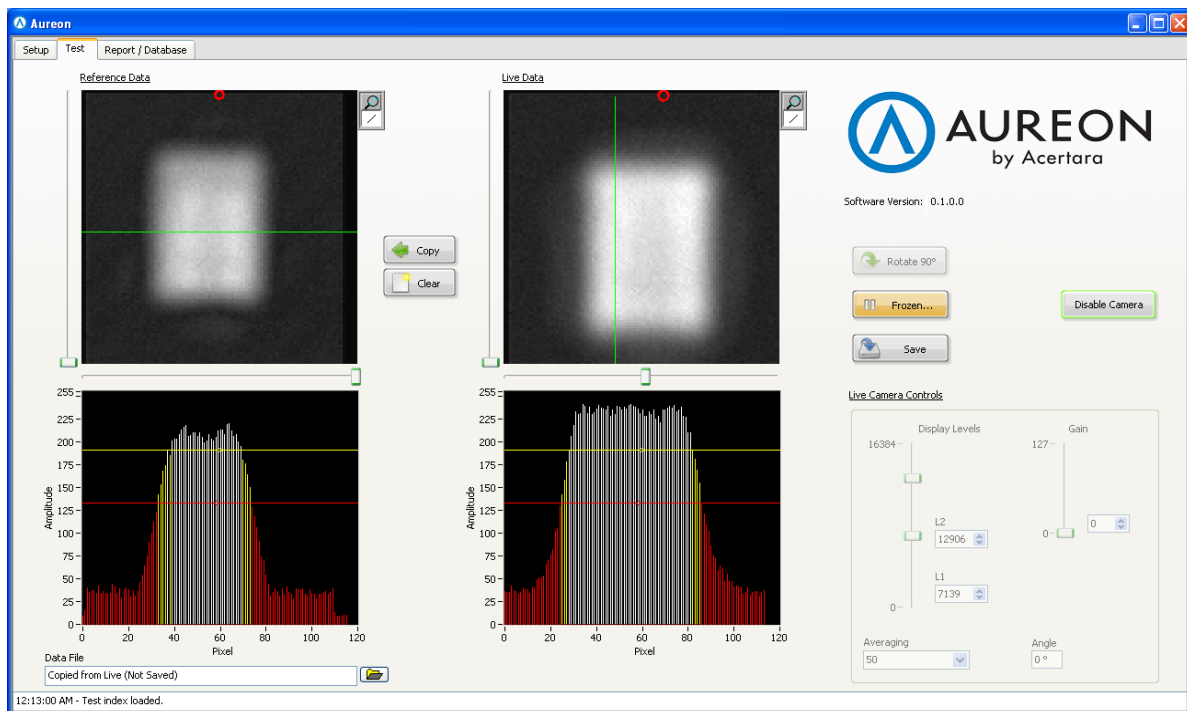 Aureon
Setup Test Report / Database
Reference Data
Live Data
AUREON
by Acertara
Software Version: 0.1.0.0
Copy
Clear
Rotate 90°
Frozen...
Disable Camera
Save
Live Camera Controls
Display Levels
Gain
16384
127
L2
12906
0
0
L1
7139
0
Averaging
50
Angle
0 °
255
225
200
175
150
125
100
75
50
25
0
Amplitude
0 20 40 60 80 100 120
Pixel
255
225
200
175
150
125
100
75
50
25
0
Amplitude
0 20 40 60 80 100 120
Pixel
Data File
Copied from Live (Not Saved)
12:13:00 AM - Test index loaded.